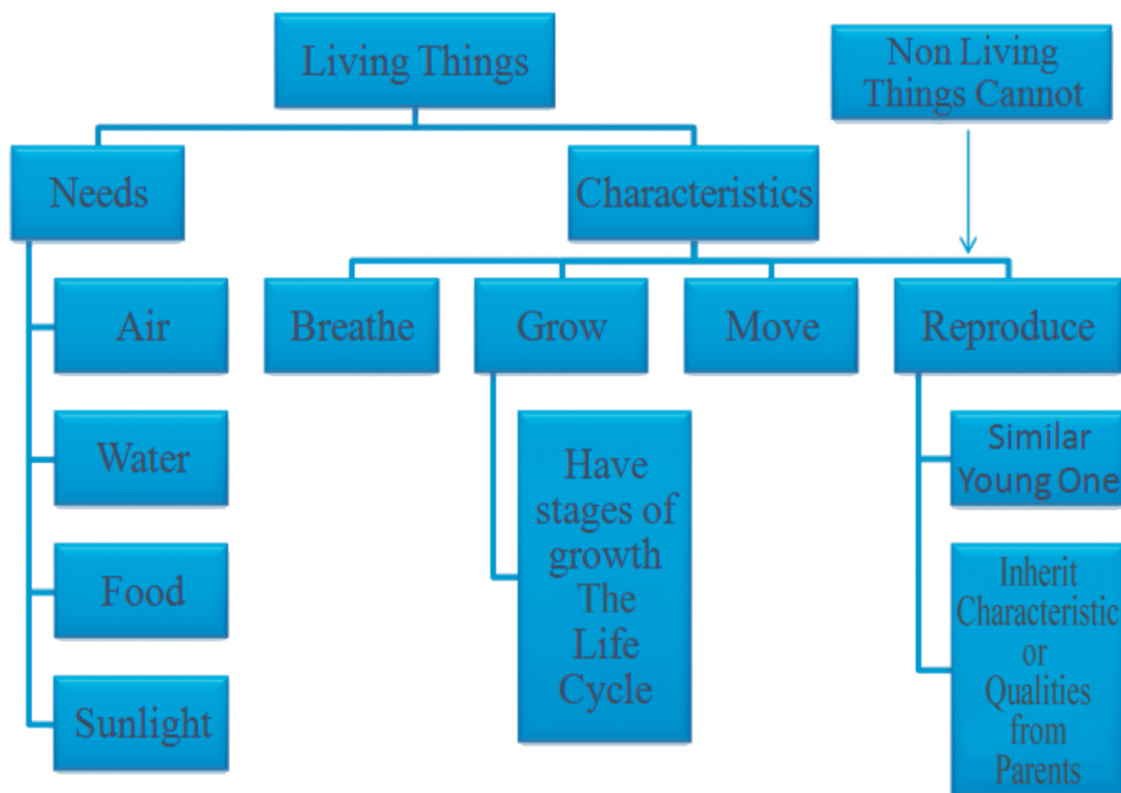 Living Things
Non Living
Things Cannot
Needs
Characteristics
Air
Water
Food
Sunlight
Breathe
Grow
Move
Reproduce
Have
stages of
growth
The
Life
Cycle
Similar
Young One
Inherit
Characteristic
or
Qualities
from
Parents